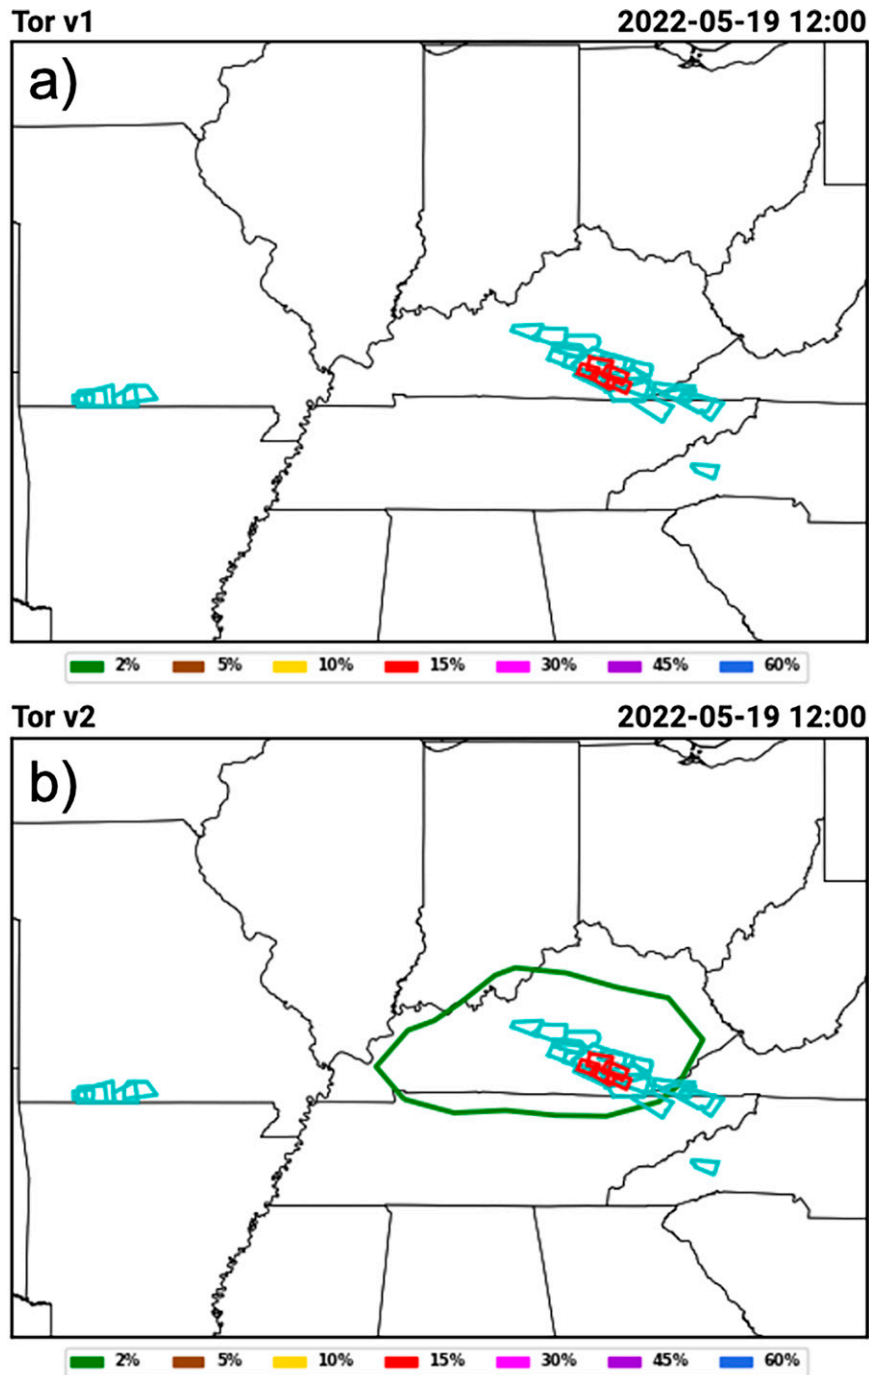 Tor v1 2022-05-19 12:00
a)
2% 5% 10% 15% 30% 45% 60%
Tor v2 2022-05-19 12:00
b)
2% 5% 10% 15% 30% 45% 60%